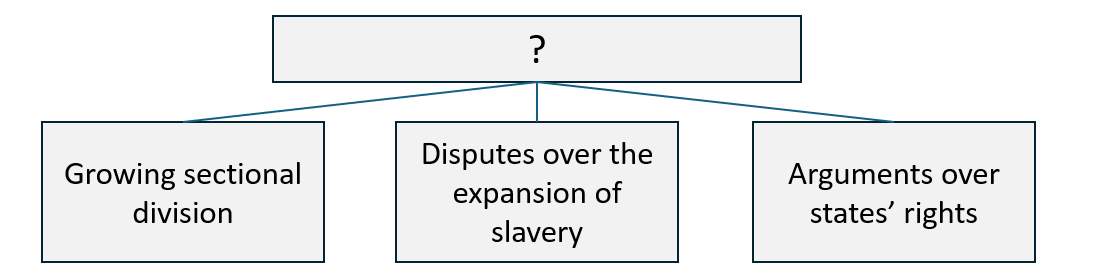 ?
Growing sectional
division
Disputes over the
expansion of
slavery
Arguments over
states’ rights